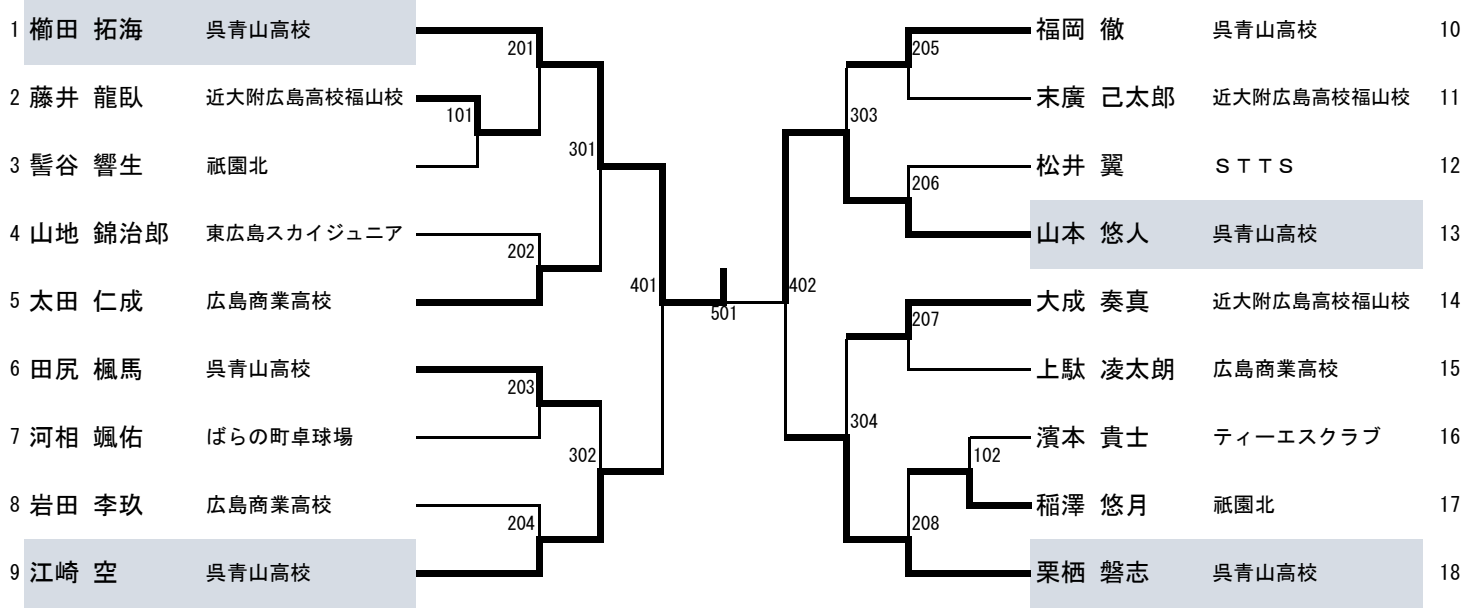 1 櫛田 拓海 呉青山高校
2 藤井 龍臥 近大附広島高校福山校
3 髻谷 響生 祇園北
4 山地 錦治郎 東広島スカイジュニア
5 太田 仁成 広島商業高校
6 田尻 楓馬 呉青山高校
7 河相 颯佑 ばらの町卓球場
8 岩田 李玖 広島商業高校
9 江崎 空 呉青山高校
201
101
301
202
401
203
302
204
501
402
205
303
206
207
304
102
208
福岡 徹 呉青山高校 10
末廣 己太郎 近大附広島高校福山校 11
松井 翼 ＳＴＴＳ 12
山本 悠人 呉青山高校 13
大成 奏真 近大附広島高校福山校 14
上駄 凌太朗 広島商業高校 15
濱本 貴士 ティーエスクラブ 16
稲澤 悠月 祇園北 17
栗栖 磐志 呉青山高校 18